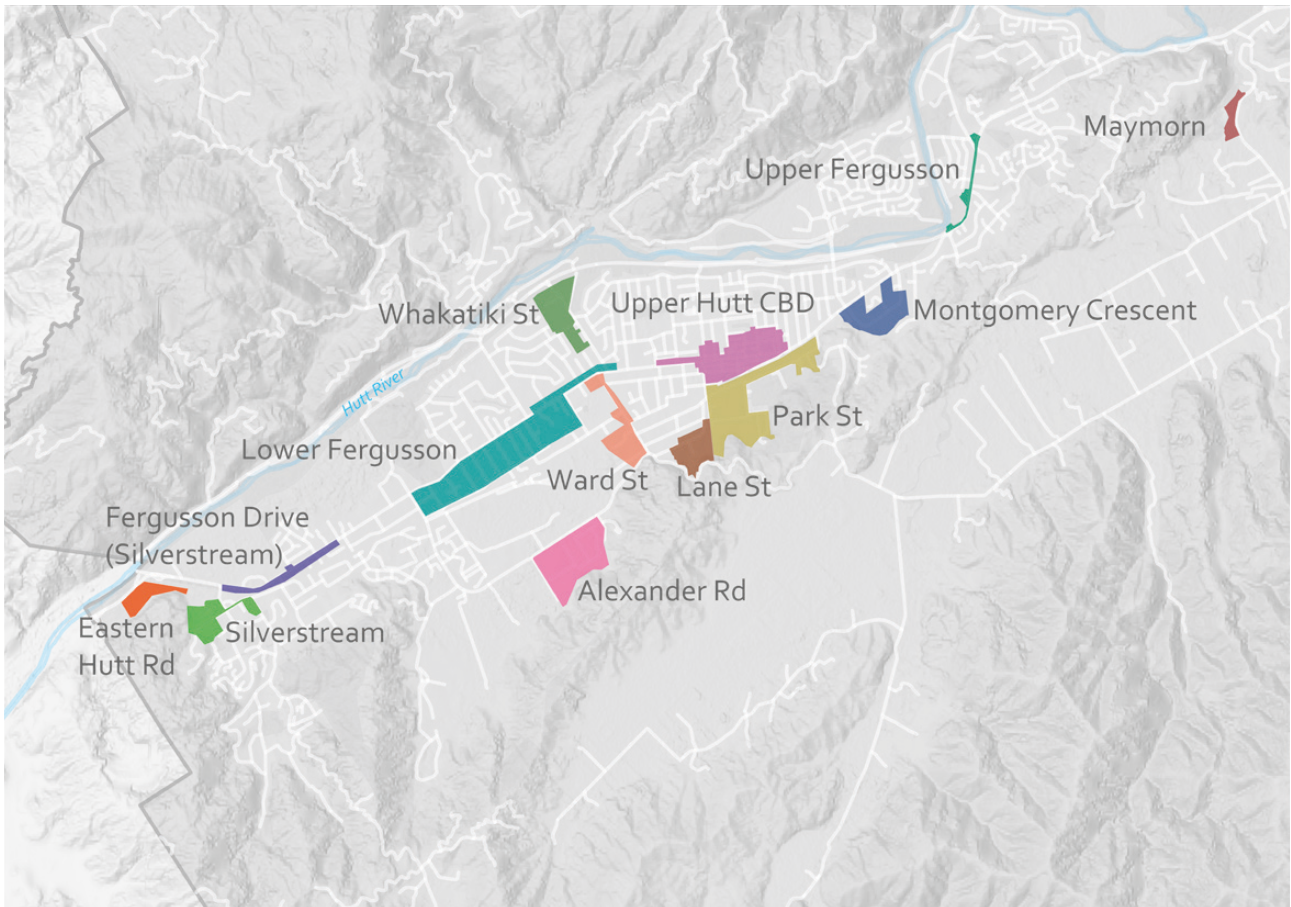 Maymorn
Upper Fergusson
Upper Hutt CBD
Whakatiki St
Montgomery Crescent
Hutt River
Park St
Lower Fergusson
Ward St
Lane St
Fergusson Drive
(Silverstream)
Alexander Rd
Eastern
Hutt Rd
Silverstream